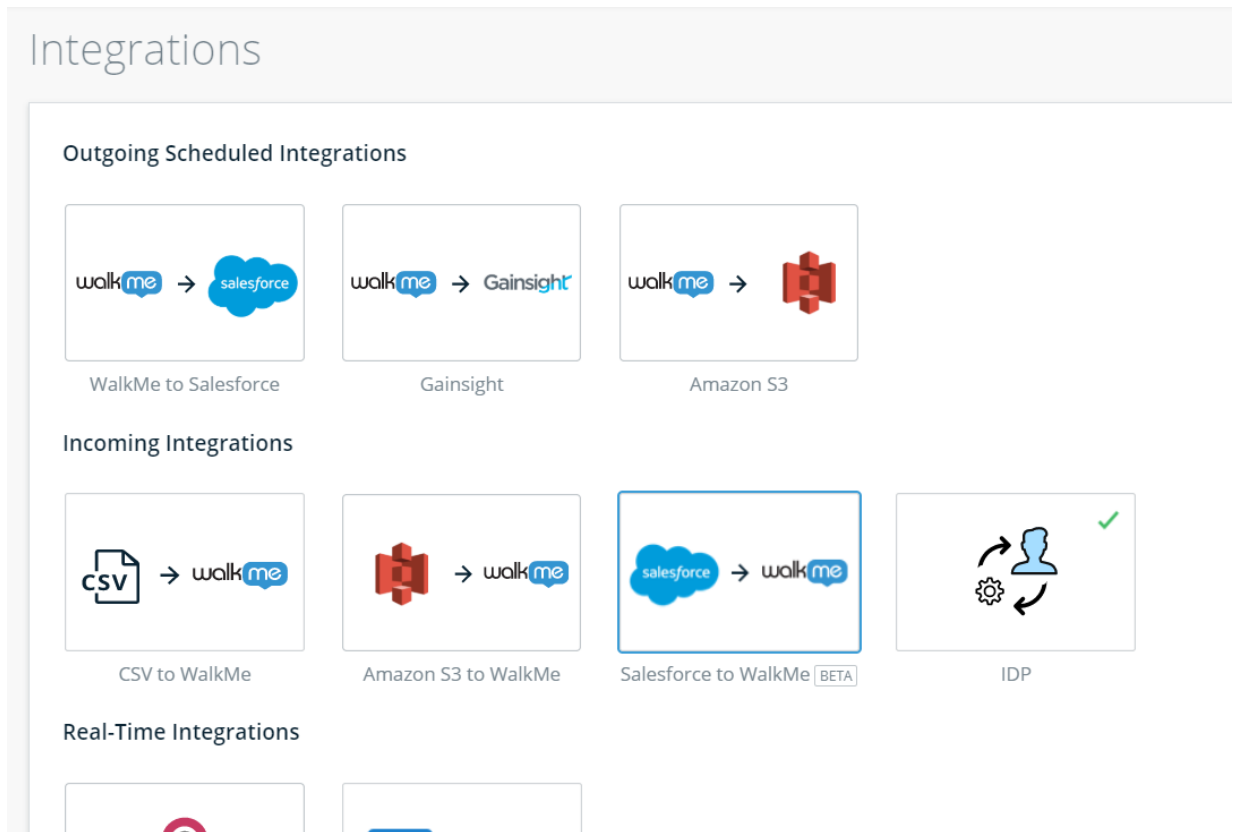 Integrations
Outgoing Scheduled Integrations
walkme → salesforce
walkme → Gainsight
walkme →
WalkMe to Salesforce
Gainsight
Amazon S3
Incoming Integrations
CSV → walkme
→ walkme
salesforce → walkme
CSV to WalkMe
Amazon S3 to WalkMe
Salesforce to WalkMe BETA
IDP
Real-Time Integrations